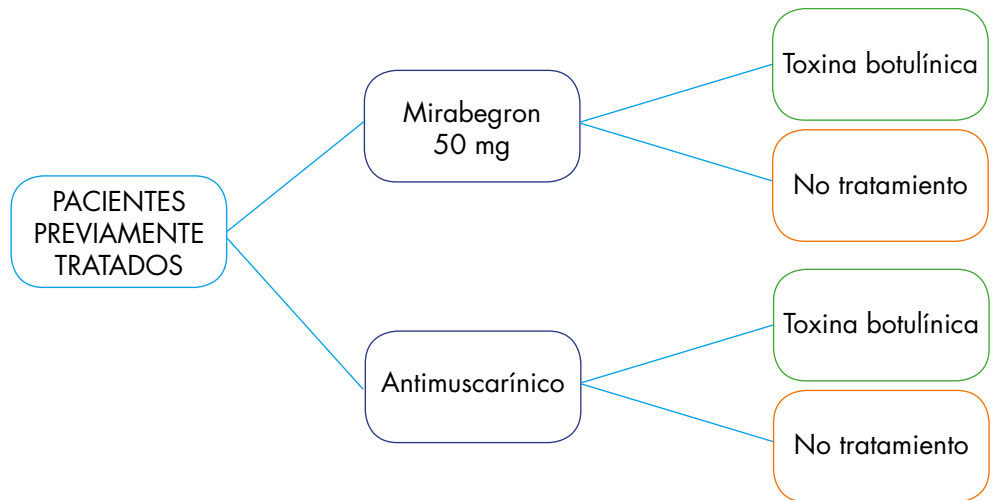 PACIENTES
PREVIAMENTE
TRATADOS
Mirabegron
50 mg
Toxina botulínica
No tratamiento
Antimuscarínico
Toxina botulínica
No tratamiento